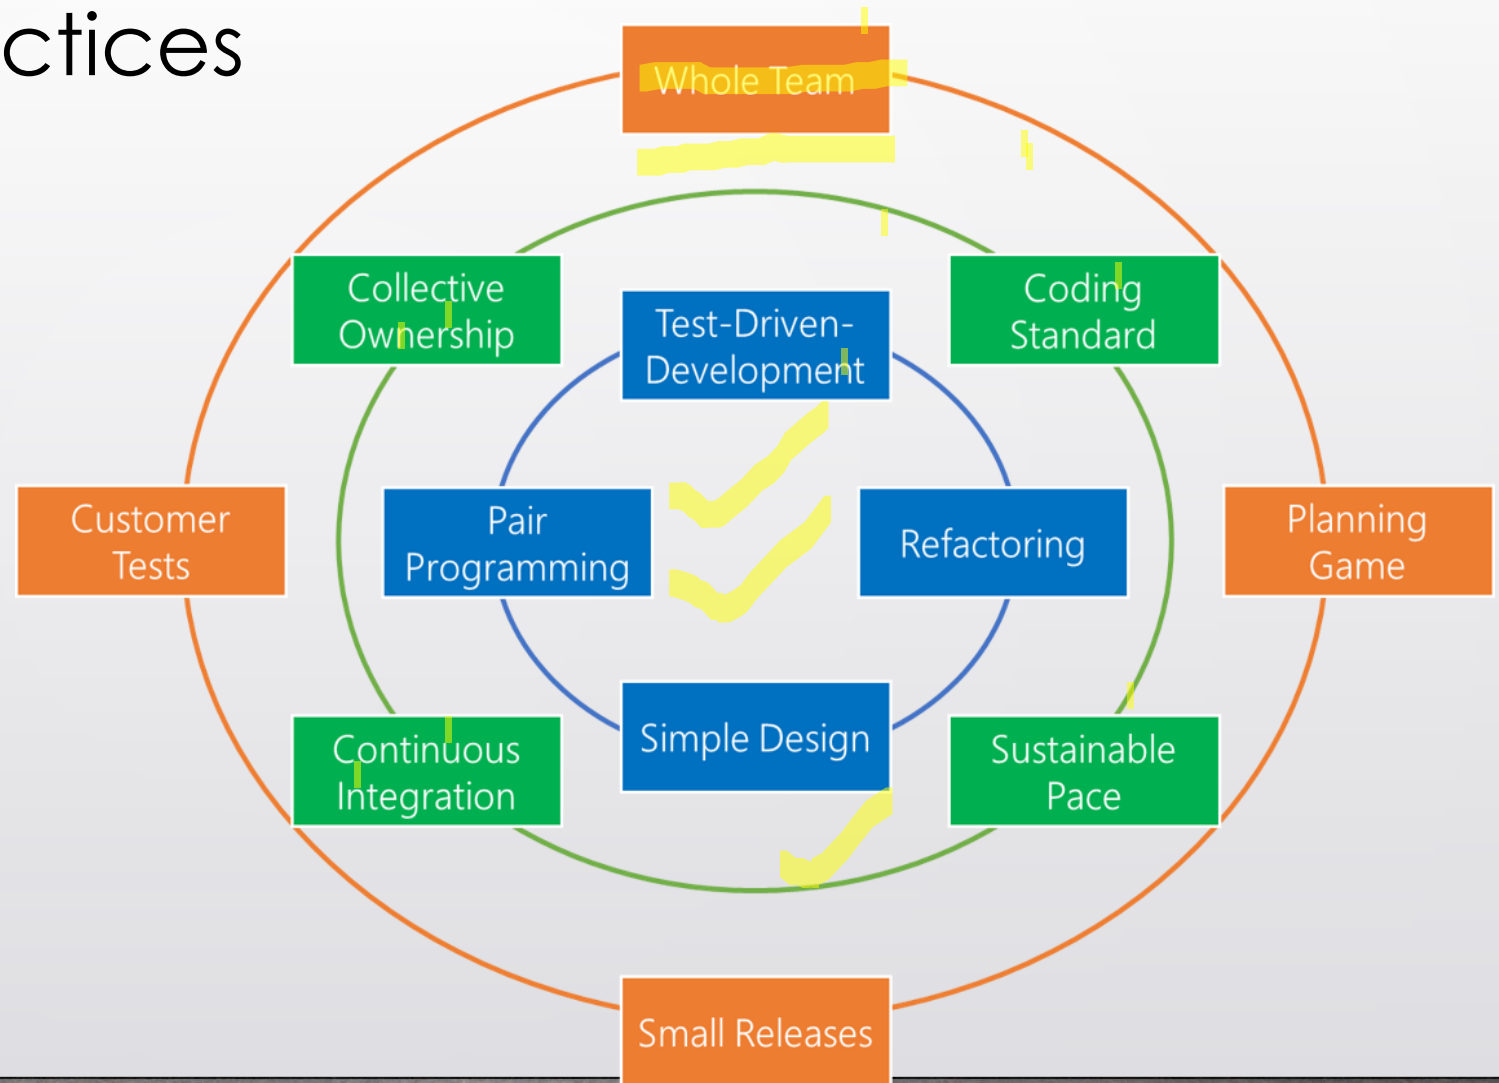 ctices
Whole Team
Collective
Ownership
Test-Driven-
Development
Coding
Standard
Customer
Tests
Pair
Programming
Refactoring
Planning
Game
Continuous
Integration
Simple Design
Sustainable
Pace
Small Releases